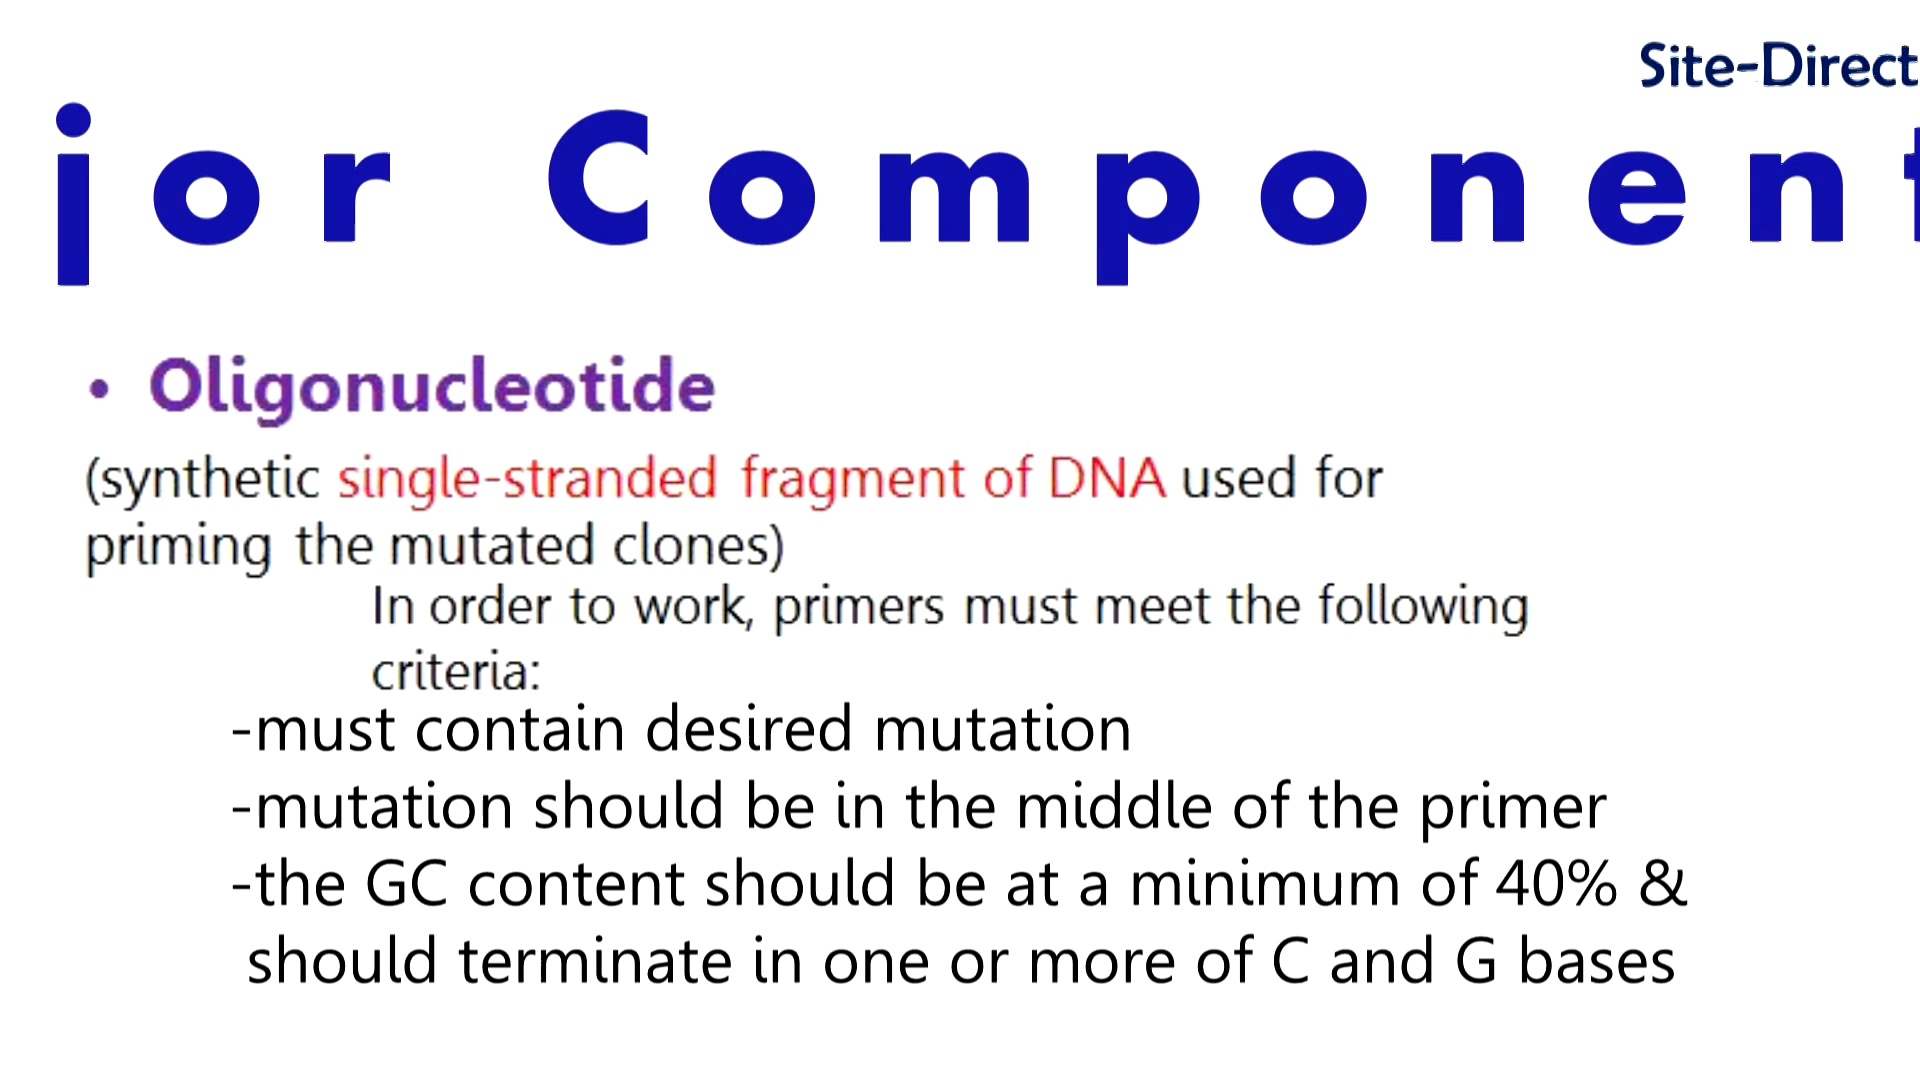 Site-Direct
jor Component
• Oligonucleotide
(synthetic single-stranded fragment of DNA used for
priming the mutated clones)
In order to work, primers must meet the following
criteria:
-must contain desired mutation
-mutation should be in the middle of the primer
-the GC content should be at a minimum of 40% &
should terminate in one or more of C and G bases